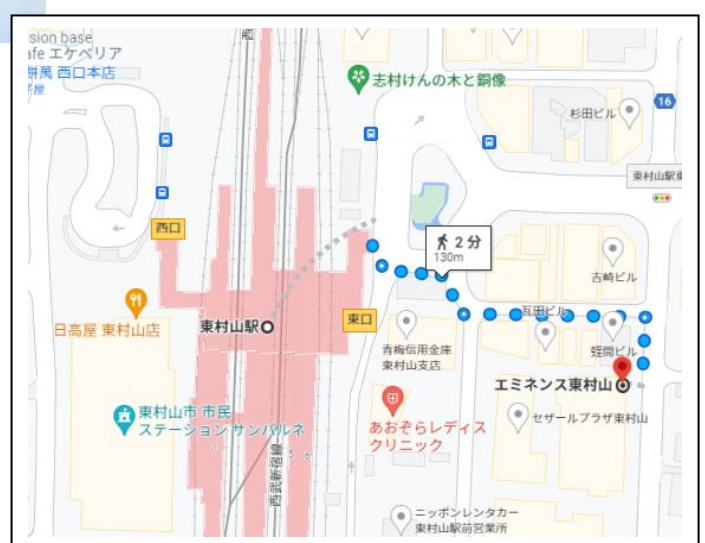 sion base
afe エケベリア
餅萬 西口本店
志村けんの木と銅像
杉田ビル
16
東村山駅東
西口
2 分
130m
吉崎ビル
日高屋 東村山店
東村山駅
東口
瓦田ビル
青梅信用金庫
東村山支店
蛭間ビル
エミネンス東村山
東村山市 市民
ステーション サンパルネ
あおぞらレディス
クリニック
セザールプラザ東村山
西武新宿線
ニッポンレンタカー
東村山駅前営業所